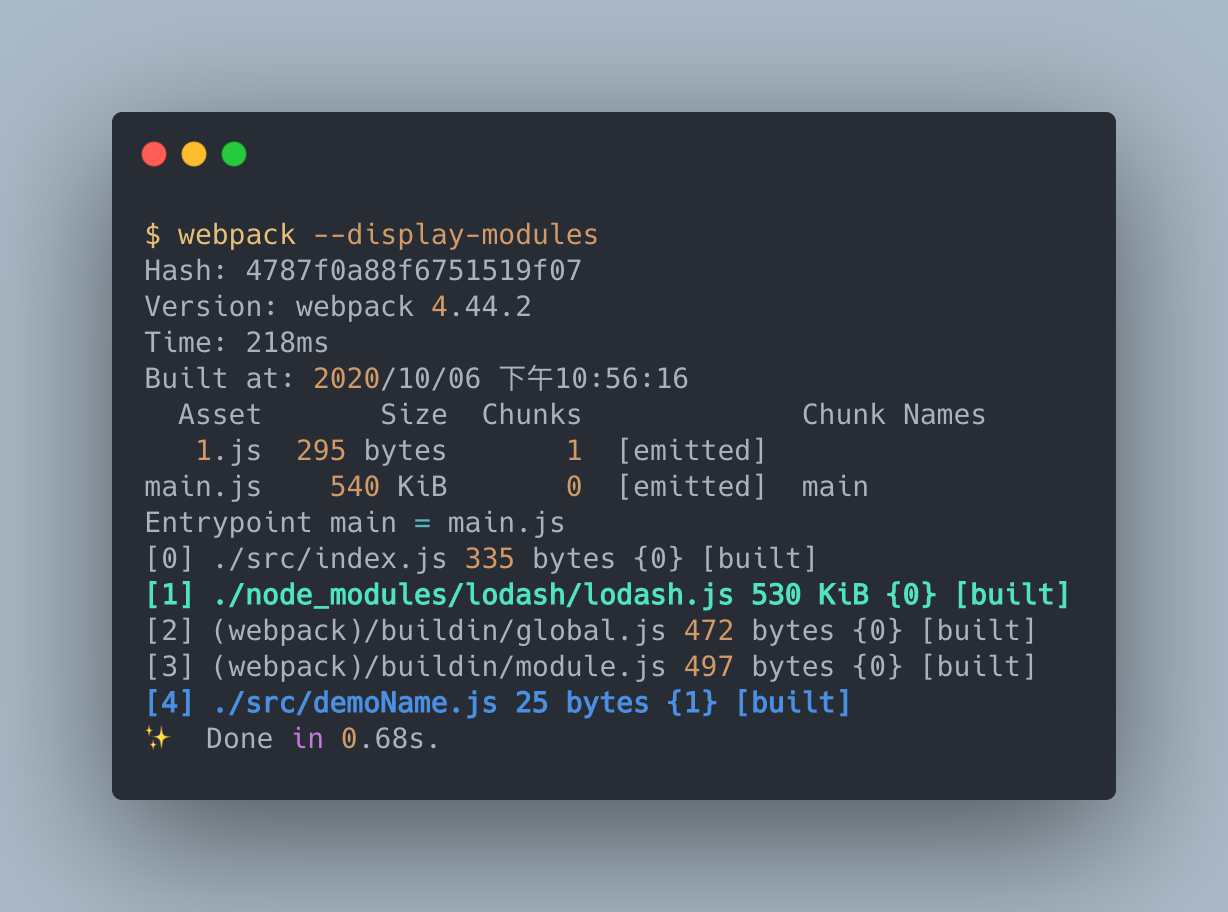 $ webpack --display-modules
Hash: 4787f0a88f6751519f07
Version: webpack 4.44.2
Time: 218ms
Built at: 2020/10/06 下午10:56:16
  Asset       Size  Chunks             Chunk Names
   1.js  295 bytes       1  [emitted]
main.js    540 KiB       0  [emitted]  main
Entrypoint main = main.js
[0] ./src/index.js 335 bytes {0} [built]
[1] ./node_modules/lodash/lodash.js 530 KiB {0} [built]
[2] (webpack)/buildin/global.js 472 bytes {0} [built]
[3] (webpack)/buildin/module.js 497 bytes {0} [built]
[4] ./src/demoName.js 25 bytes {1} [built]
✨  Done in 0.68s.